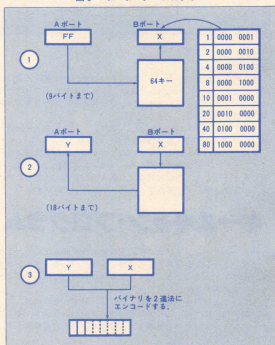 Aポート
Bポート
FF
X
1
64キー
(9バイトまで)
1 0000 0001
2 0000 0010
4 0000 0100
8 0000 1000
10 0001 0000
20 0010 0000
40 0100 0000
80 1000 0000
Aポート
Bポート
Y
X
2
(18バイトまで)
3
Y
X
バイナリを2進法に
エンコードする。